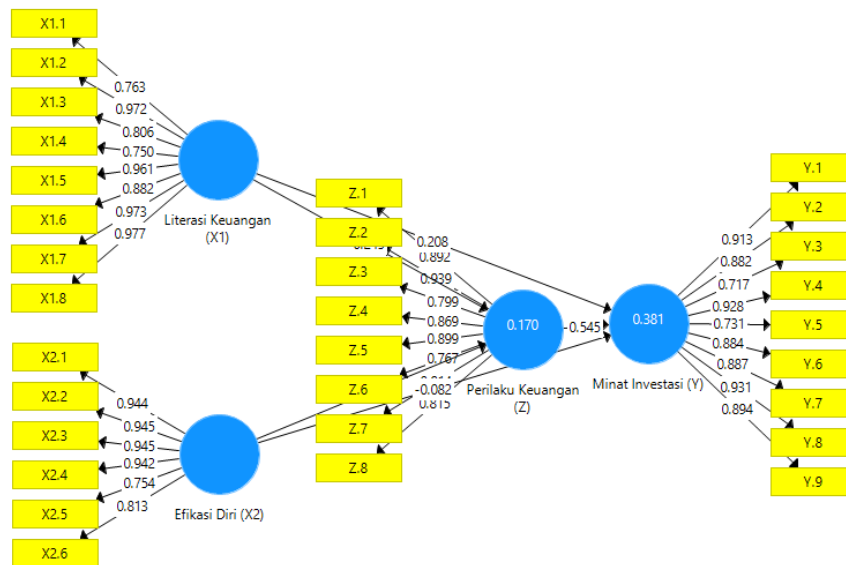 X1.1
X1.2
X1.3
X1.4
X1.5
X1.6
X1.7
X1.8
0.763
0.972
0.806
0.750
0.961
0.882
0.973
0.977
Literasi Keuangan
(X1)
X2.1
X2.2
X2.3
X2.4
X2.5
X2.6
0.944
0.945
0.945
0.942
0.754
0.813
Efikasi Diri (X2)
Z.1
Z.2
Z.3
Z.4
Z.5
Z.6
Z.7
Z.8
0.208
0.892
0.939
0.799
0.869
0.899
0.767
-0.082
0.815
0.170
Perilaku Keuangan
(Z)
0.545
0.381
Minat Investasi (Y)
0.913
0.882
0.717
0.928
0.731
0.884
0.887
0.931
0.894
Y.1
Y.2
Y.3
Y.4
Y.5
Y.6
Y.7
Y.8
Y.9